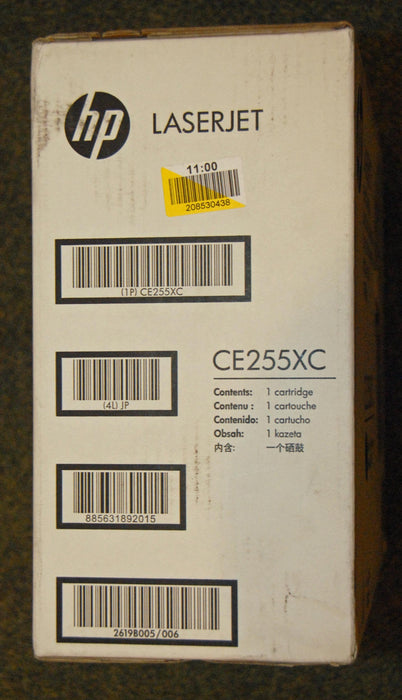 hp
LASERJET
11:00
208530438
(1P) CE255XC
CE255XC
Contents: 1 cartridge
Contenu : 1 cartouche
Contenido: 1 cartucho
Obsah: 1 kazeta
内含: 一个硒鼓
(4L) JP
885631892015
2619B005/006